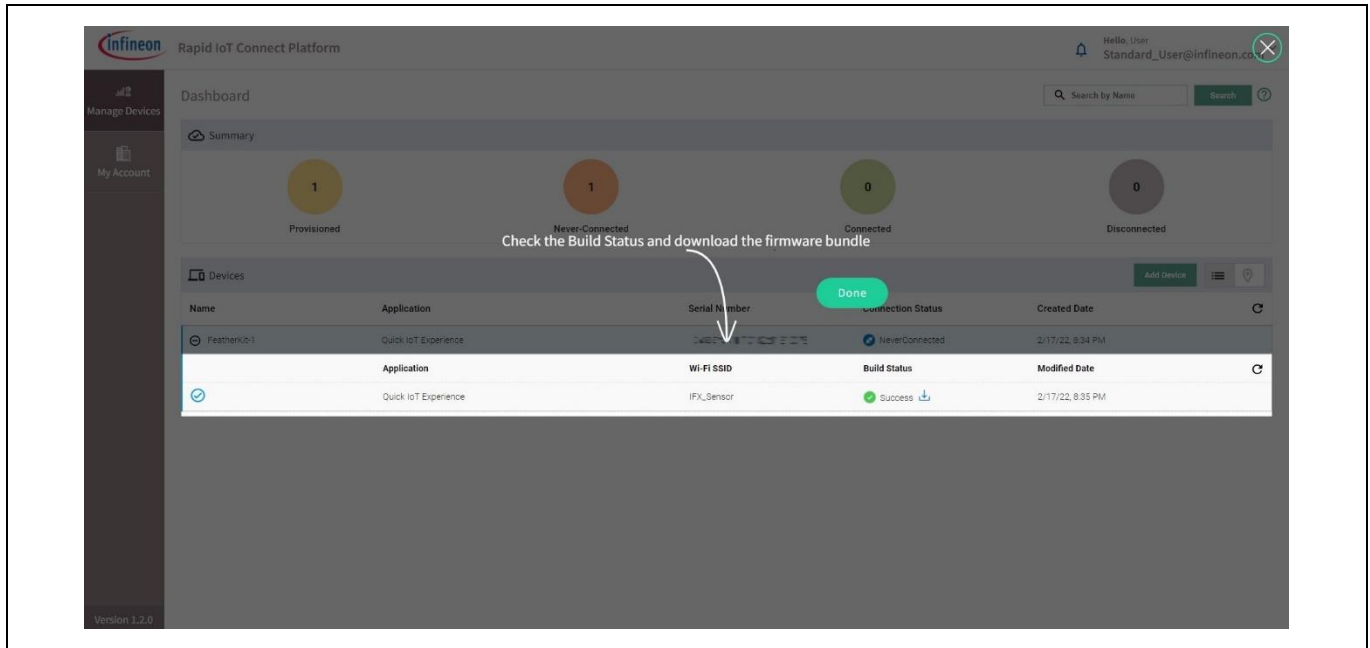 infineon Rapid IoT Connect Platform
Hello, User
Standard_User@infineon.co
Manage Devices
My Account
Version 1.2.0
Dashboard
Search by Name Search
Summary
1 1 0 0
Provisioned Never-Connected Connected Disconnected
Check the Build Status and download the firmware bundle
Devices Add Device
Done
Name Application Serial Number Connection Status Created Date
FeatherKit-1 Quick IoT Experience NeverConnected 2/17/22, 8:34 PM
Application Wi-Fi SSID Build Status Modified Date
Quick IoT Experience IFX_Sensor Success 2/17/22, 8:35 PM